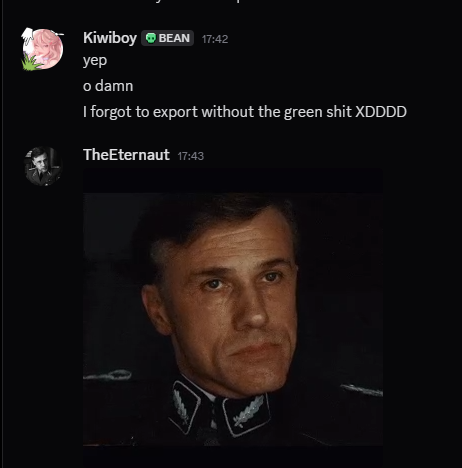 Kiwiboy BEAN 17:42
yep
o damn
I forgot to export without the green shit XDDDD
TheEternaut 17:43